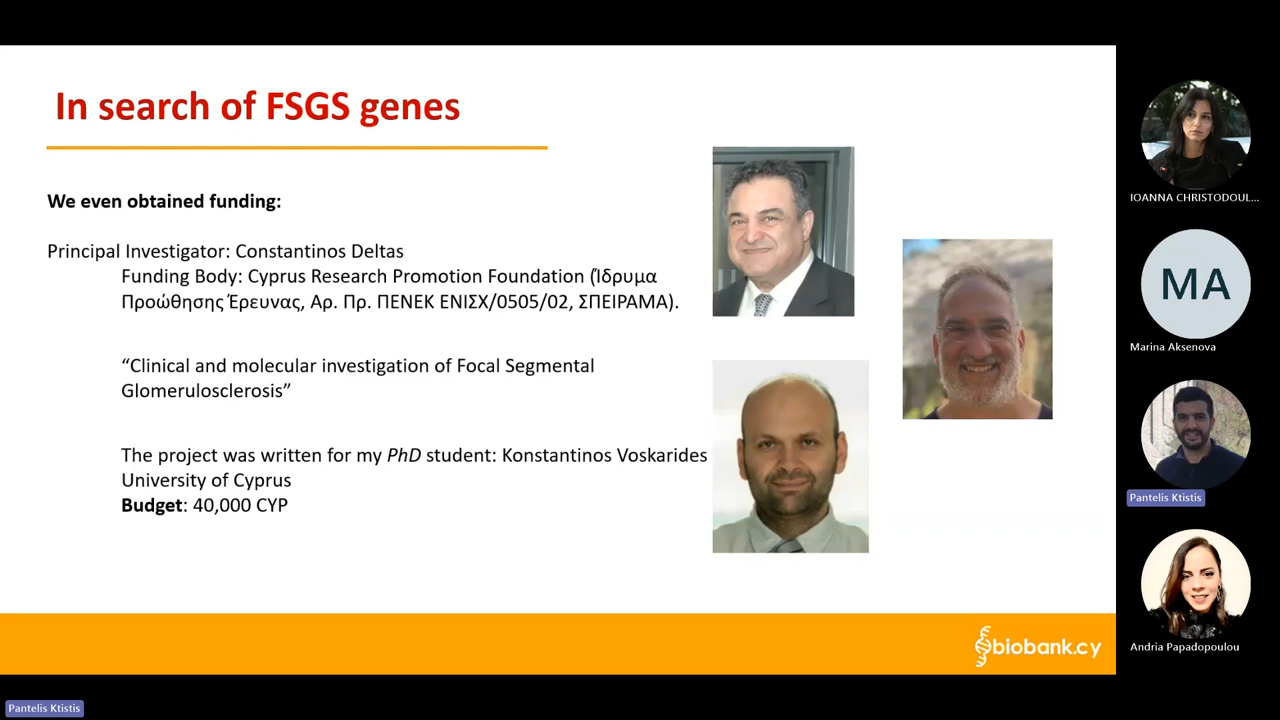 In search of FSGS genes
We even obtained funding:
Principal Investigator: Constantinos Deltas
Funding Body: Cyprus Research Promotion Foundation (Ίδρυμα
Προώθησης Έρευνας, Αρ. Πρ. ΠΕΝΕΚ ΕΝΙΣΧ/0505/02, ΣΠΕΙΡΑΜΑ).
“Clinical and molecular investigation of Focal Segmental
Glomerulosclerosis”
The project was written for my PhD student: Konstantinos Voskarides
University of Cyprus
Budget: 40,000 CYP
biobank.cy
IOANNA CHRISTODOUL...
MA
Marina Aksenova
Pantelis Ktistis
Andria Papadopoulou
Pantelis Ktistis